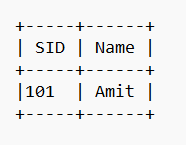 +-----+------+
| SID | Name |
+-----+------+
|101  | Amit |
+-----+------+